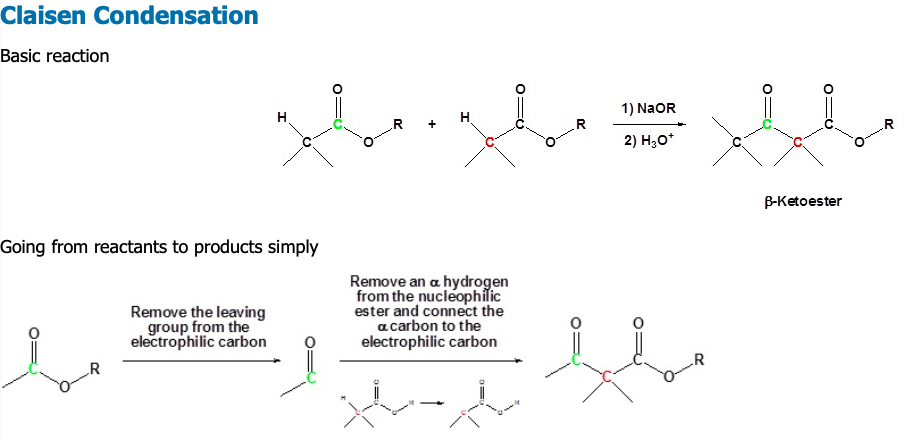 Claisen Condensation
Basic reaction
H O C C O R + H O C C O R 1) NaOR 2) H3O+ O O C C C C O R
β-Ketoester
Going from reactants to products simply
Remove the leaving
group from the
electrophilic carbon
Remove an α hydrogen
from the nucleophilic
ester and connect the
α carbon to the
electrophilic carbon
O C O R
O C
O O C C C O R